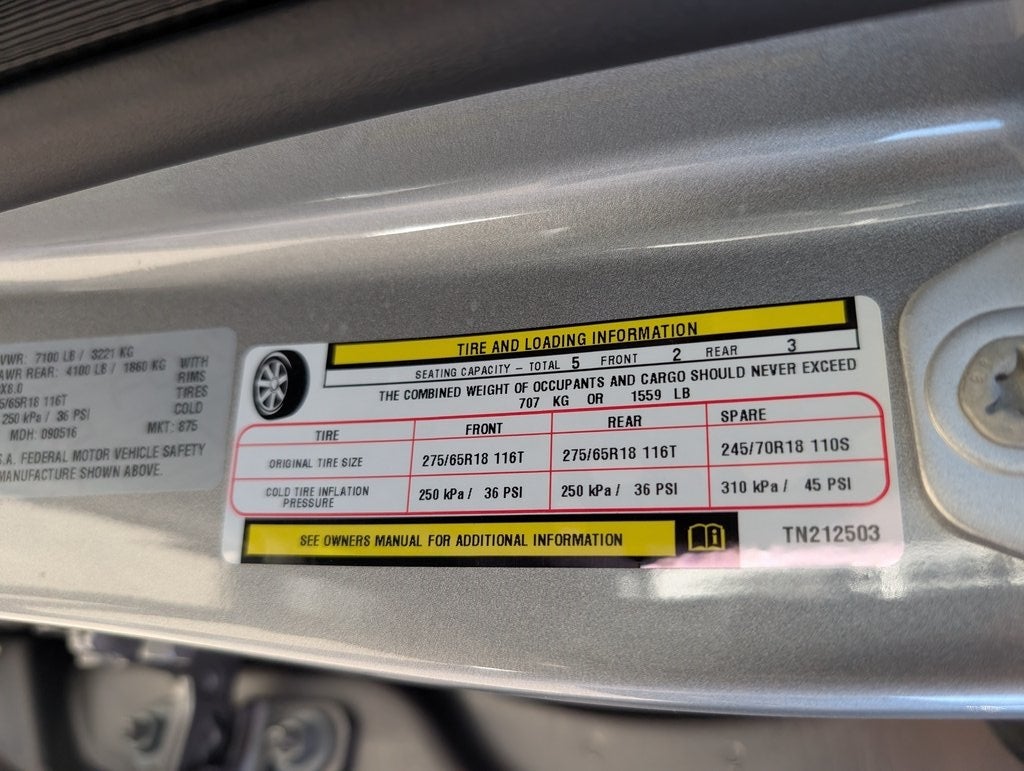 VWR: 7100 LB / 3221 KG
AWR REAR: 4100 LB / 1860 KG WITH
X8.0 RIMS
5/65R18 116T TIRES
250 kPa / 36 PSI COLD
MDH: 090516 MKT: 875
S.A. FEDERAL MOTOR VEHICLE SAFETY
MANUFACTURE SHOWN ABOVE.
TIRE AND LOADING INFORMATION
SEATING CAPACITY – TOTAL 5 FRONT 2 REAR 3
THE COMBINED WEIGHT OF OCCUPANTS AND CARGO SHOULD NEVER EXCEED
707 KG OR 1559 LB
TIRE FRONT REAR SPARE
ORIGINAL TIRE SIZE 275/65R18 116T 275/65R18 116T 245/70R18 110S
COLD TIRE INFLATION PRESSURE 250 kPa / 36 PSI 250 kPa / 36 PSI 310 kPa / 45 PSI
SEE OWNERS MANUAL FOR ADDITIONAL INFORMATION
TN212503